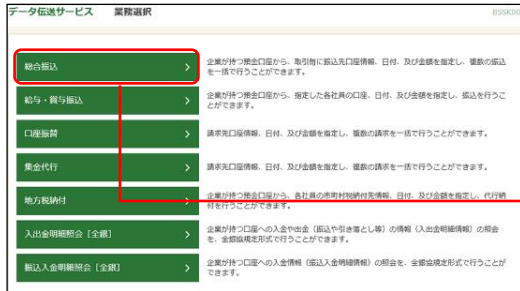 データ伝送サービス 業務選択
BSSK00
総合振込
企業が持つ預金口座から、取引毎に振込先口座情報、日付、及び金額を指定し、複数の振込
を一括で行うことができます。
給与・賞与振込
企業が持つ預金口座から、指定した各社員の口座、日付、及び金額を指定し、振込を行うこ
とができます。
口座振替
請求先口座情報、日付、及び金額を指定し、複数の請求を一括で行うことができます。
集金代行
請求先口座情報、日付、及び金額を指定し、複数の請求を一括で行うことができます。
地方税納付
企業が持つ預金口座から、各社員の市町村物納付先情報、日付、及び金額を指定し、代行納
付を行うことができます。
入出金明細照会［全銀］
企業が持つ口座への入金や出金（振込や引き落とし等）の情報（入出金明細情報）の照会
を、全銀協規定形式で行うことができます。
振込入金明細照会［全銀］
企業が持つ口座への入金情報（振込入金明細情報）の照会を、全銀協規定形式で行うことが
できます。